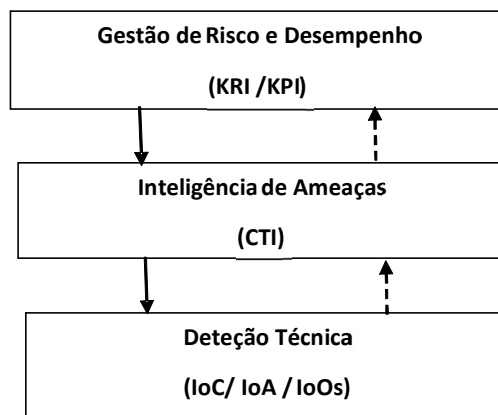 Gestão de Risco e Desempenho
(KRI /KPI)
Inteligência de Ameaças
(CTI)
Deteção Técnica
(IoC/ IoA / IoOs)